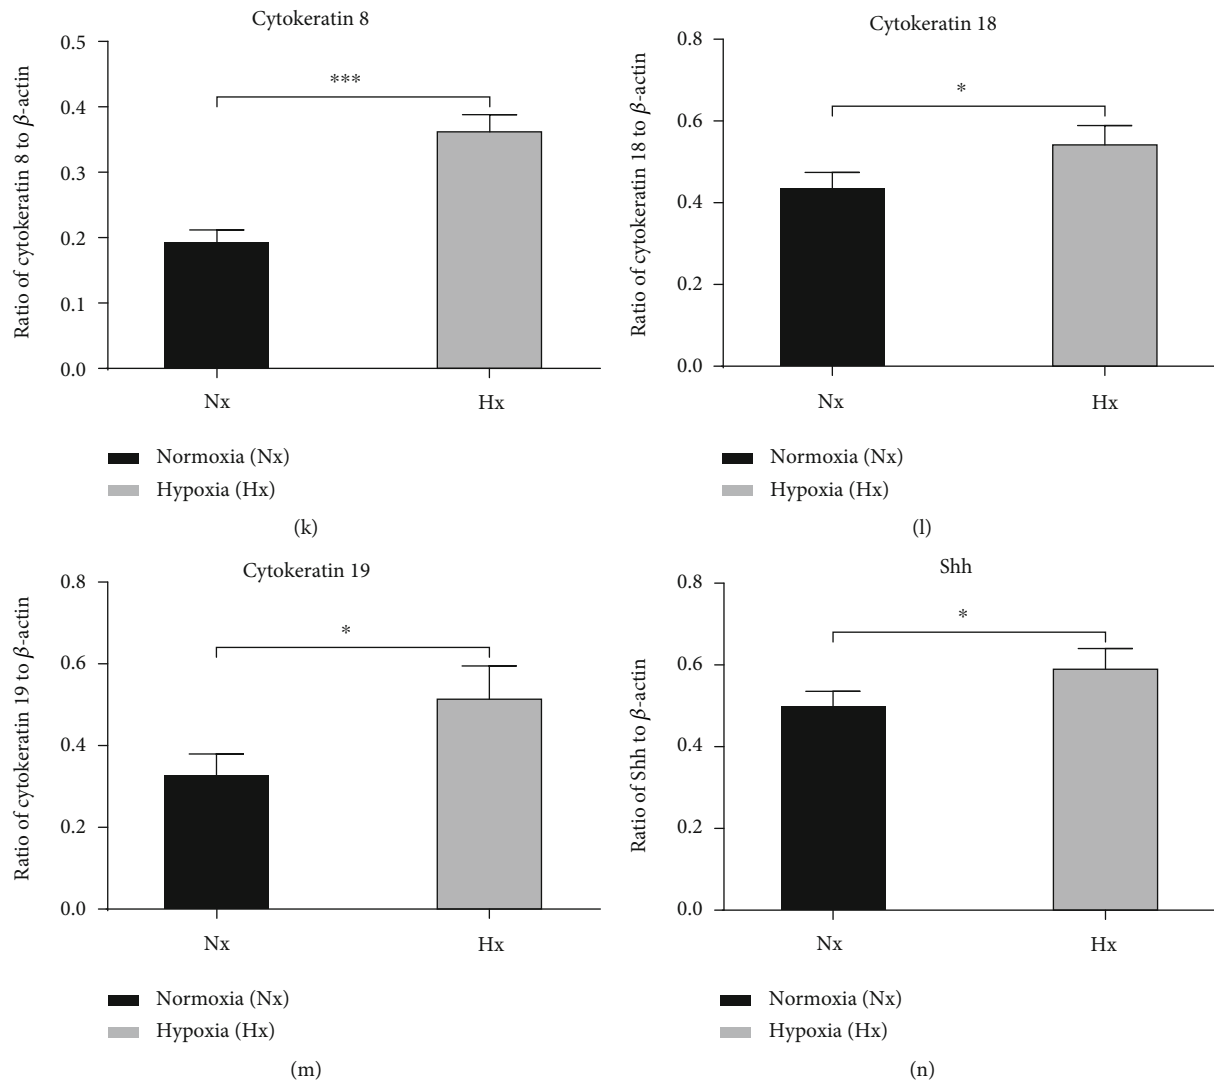 Cytokeratin 8
Ratio of cytokeratin 8 to β-actin
0.5
0.4
0.3
0.2
0.1
0.0
***
Nx
Hx
Normoxia (Nx)
Hypoxia (Hx)
(k)
Cytokeratin 18
Ratio of cytokeratin 18 to β-actin
0.8
0.6
0.4
0.2
0.0
*
Nx
Hx
Normoxia (Nx)
Hypoxia (Hx)
(l)
Cytokeratin 19
Ratio of cytokeratin 19 to β-actin
0.8
0.6
0.4
0.2
0.0
*
Nx
Hx
Normoxia (Nx)
Hypoxia (Hx)
(m)
Shh
Ratio of Shh to β-actin
0.8
0.6
0.4
0.2
0.0
*
Nx
Hx
Normoxia (Nx)
Hypoxia (Hx)
(n)